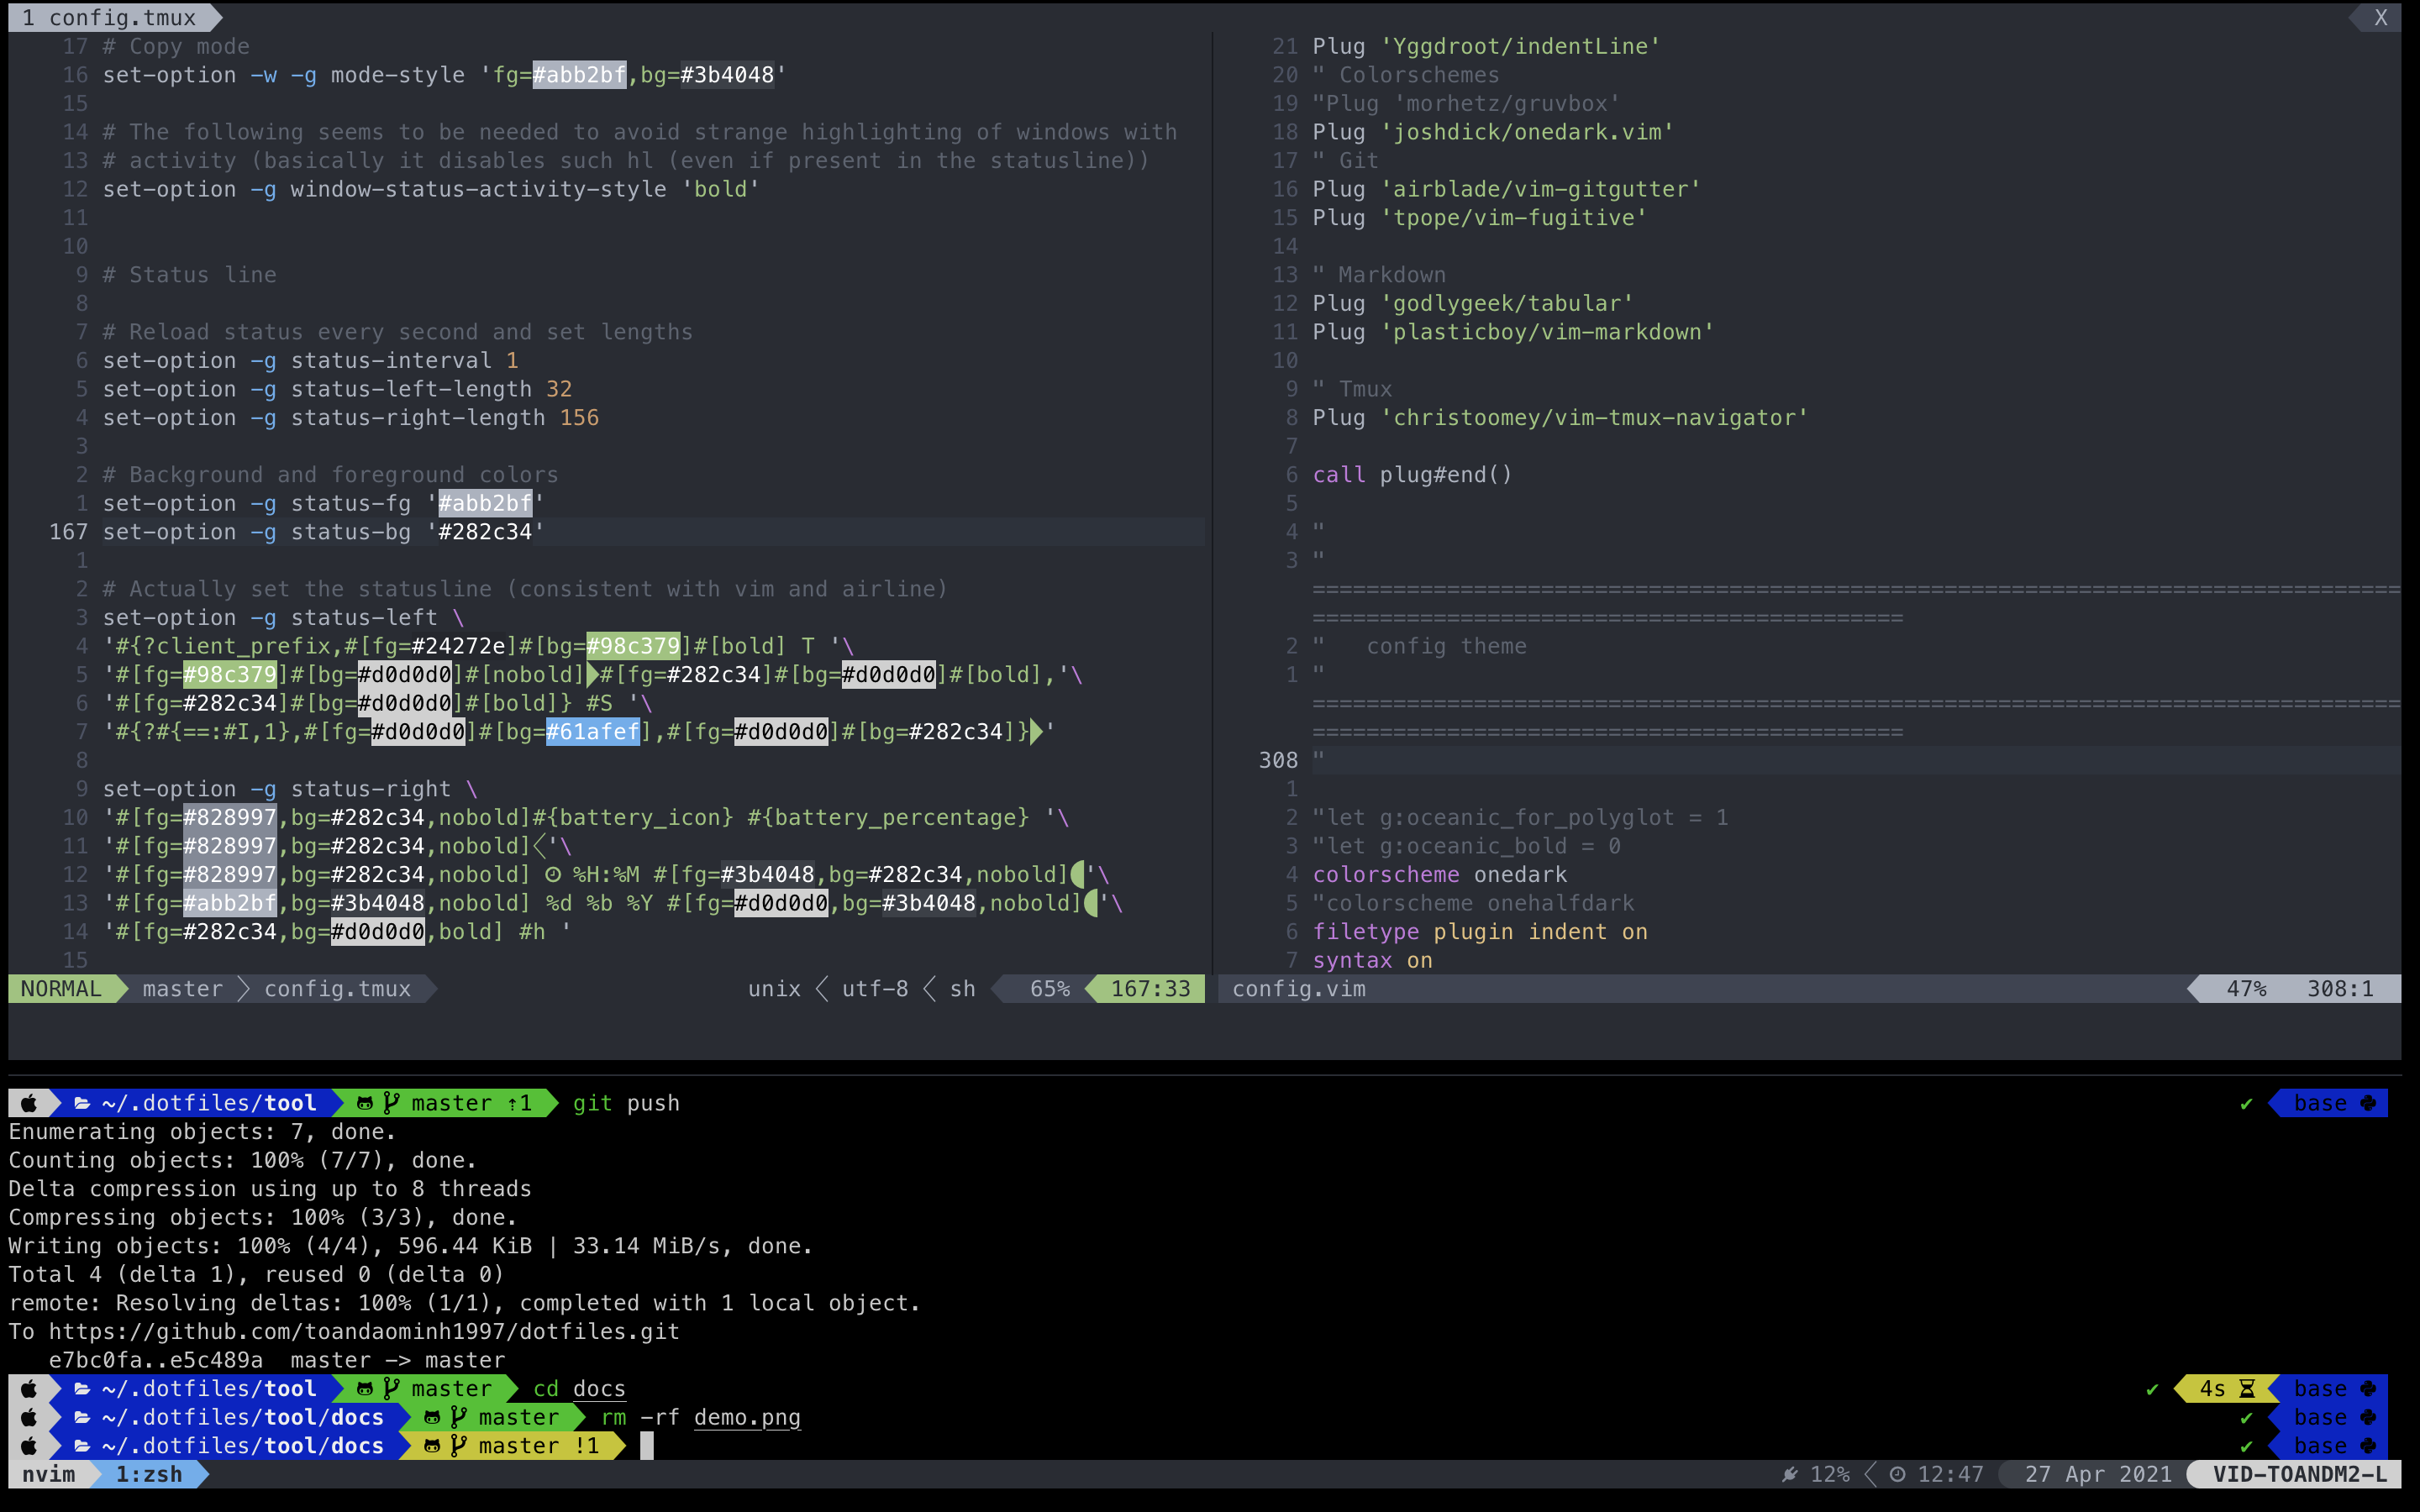 1 config.tmux
X
17 # Copy mode
16 set-option -w -g mode-style 'fg=#abb2bf,bg=#3b4048'
15
14 # The following seems to be needed to avoid strange highlighting of windows with
13 # activity (basically it disables such hl (even if present in the statusline))
12 set-option -g window-status-activity-style 'bold'
11
10
9 # Status line
8
7 # Reload status every second and set lengths
6 set-option -g status-interval 1
5 set-option -g status-left-length 32
4 set-option -g status-right-length 156
3
2 # Background and foreground colors
1 set-option -g status-fg '#abb2bf'
167 set-option -g status-bg '#282c34'
1
2 # Actually set the statusline (consistent with vim and airline)
3 set-option -g status-left \
4 '#{?client_prefix,#[fg=#24272e]#[bg=#98c379]#[bold] T '\
5 '#[fg=#98c379]#[bg=#d0d0d0]#[nobold]#[fg=#282c34]#[bg=#d0d0d0]#[bold],'\
6 '#[fg=#282c34]#[bg=#d0d0d0]#[bold]} #S '\
7 '#{?#{==:#I,1},#[fg=#d0d0d0]#[bg=#61afef],#[fg=#d0d0d0]#[bg=#282c34]}'
8
9 set-option -g status-right \
10 '#[fg=#828997,bg=#282c34,nobold]#{battery_icon} #{battery_percentage} '\
11 '#[fg=#828997,bg=#282c34,nobold]'\
12 '#[fg=#828997,bg=#282c34,nobold] %H:%M #[fg=#3b4048,bg=#282c34,nobold]'\
13 '#[fg=#abb2bf,bg=#3b4048,nobold] %d %b %Y #[fg=#d0d0d0,bg=#3b4048,nobold]'\
14 '#[fg=#282c34,bg=#d0d0d0,bold] #h '
15
NORMAL master config.tmux unix utf-8 sh 65% 167:33
21 Plug 'Yggdroot/indentLine'
20 " Colorschemes
19 "Plug 'morhetz/gruvbox'
18 Plug 'joshdick/onedark.vim'
17 " Git
16 Plug 'airblade/vim-gitgutter'
15 Plug 'tpope/vim-fugitive'
14
13 " Markdown
12 Plug 'godlygeek/tabular'
11 Plug 'plasticboy/vim-markdown'
10
9 " Tmux
8 Plug 'christoomey/vim-tmux-navigator'
7
6 call plug#end()
5
4 "
3 "
=================================================================================
============================================
2 " config theme
1 "
=================================================================================
============================================
308 "
1
2 "let g:oceanic_for_polyglot = 1
3 "let g:oceanic_bold = 0
4 colorscheme onedark
5 "colorscheme onehalfdark
6 filetype plugin indent on
7 syntax on
config.vim 47% 308:1
~/.dotfiles/tool master ⇡1 git push ✔ base
Enumerating objects: 7, done.
Counting objects: 100% (7/7), done.
Delta compression using up to 8 threads
Compressing objects: 100% (3/3), done.
Writing objects: 100% (4/4), 596.44 KiB | 33.14 MiB/s, done.
Total 4 (delta 1), reused 0 (delta 0)
remote: Resolving deltas: 100% (1/1), completed with 1 local object.
To https://github.com/toandaominh1997/dotfiles.git
e7bc0fa..e5c489a master -> master
~/.dotfiles/tool master cd docs ✔ 4s base
~/.dotfiles/tool/docs master rm -rf demo.png ✔ base
~/.dotfiles/tool/docs master !1 ✔ base
nvim 1:zsh 12% 12:47 27 Apr 2021 VID-TOANDM2-L